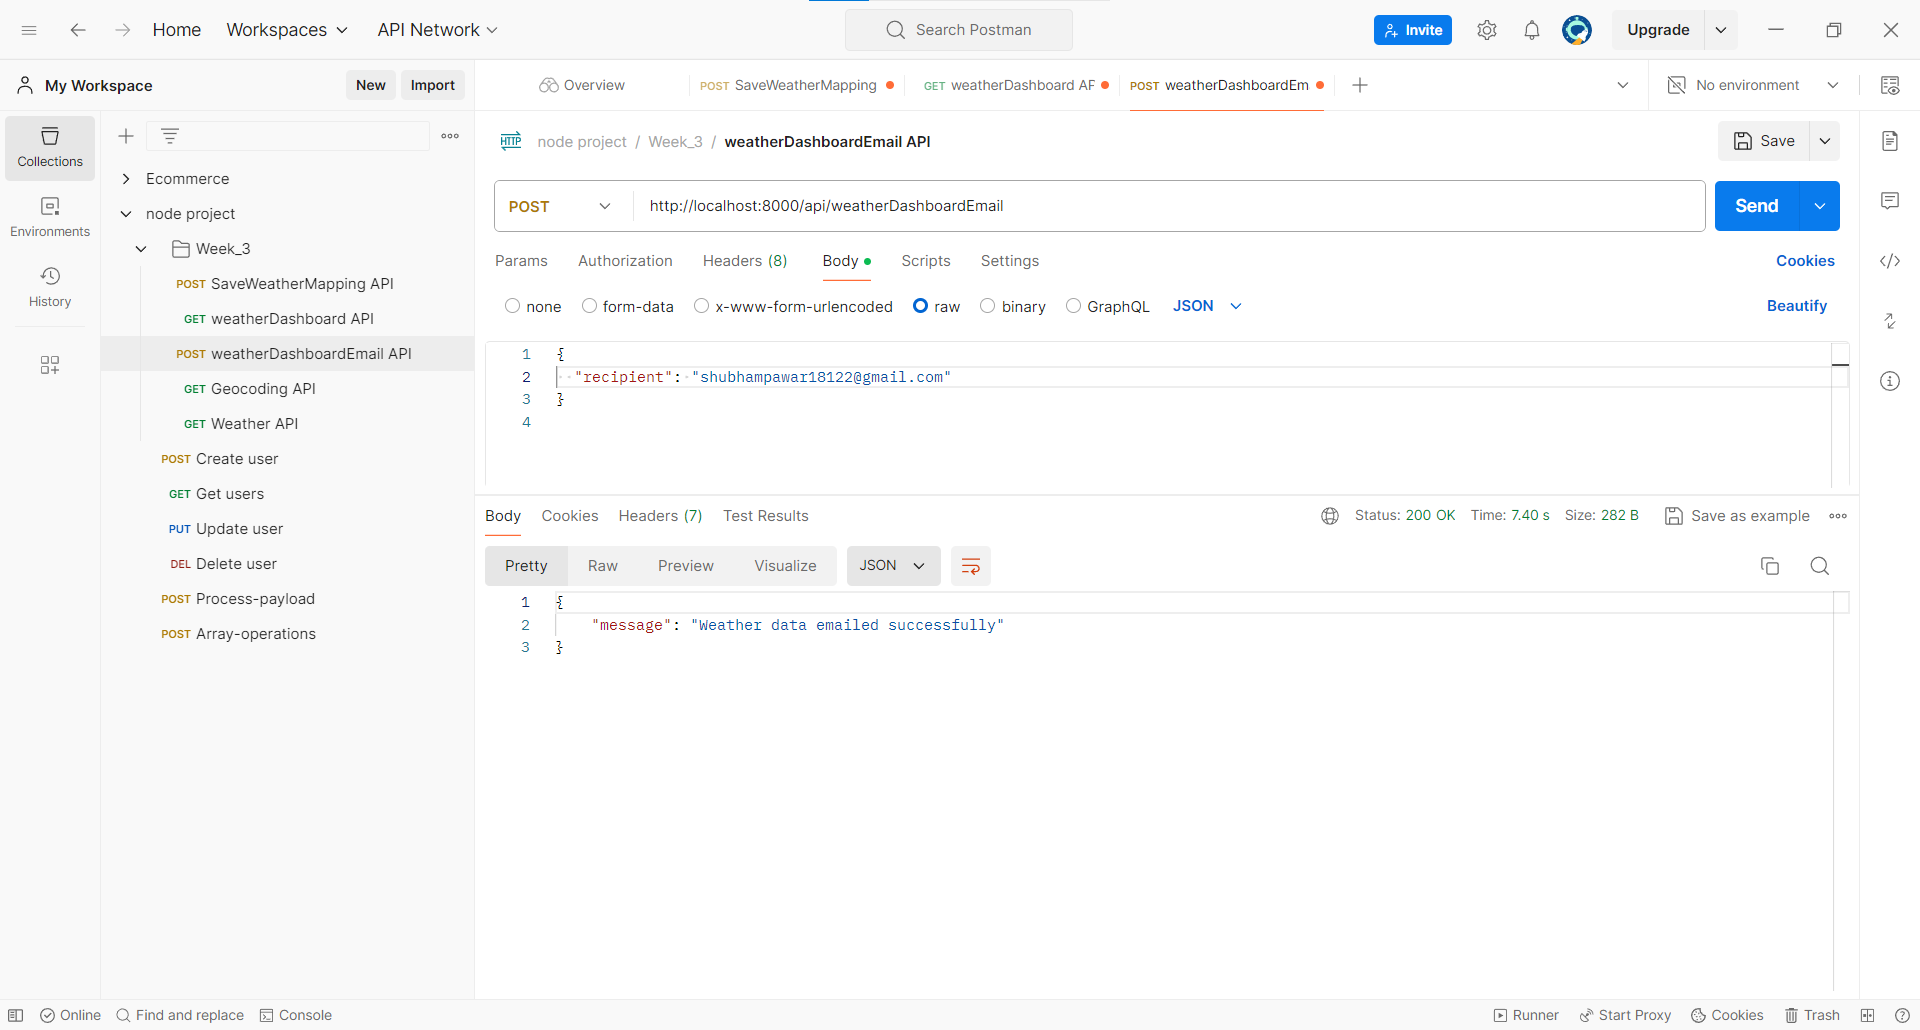 Home Workspaces API Network Search Postman Invite Upgrade
My Workspace New Import Overview POST SaveWeatherMapping GET weatherDashboard AP POST weatherDashboardEm No environment
Collections
Environments
History
Ecommerce
node project
Week_3
POST SaveWeatherMapping API
GET weatherDashboard API
POST weatherDashboardEmail API
GET Geocoding API
GET Weather API
POST Create user
GET Get users
PUT Update user
DEL Delete user
POST Process-payload
POST Array-operations
HTTP node project / Week_3 / weatherDashboardEmail API Save
POST http://localhost:8000/api/weatherDashboardEmail Send
Params Authorization Headers (8) Body Scripts Settings Cookies
none form-data x-www-form-urlencoded raw binary GraphQL JSON Beautify
1 {
2 "recipient": "shubhampawar18122@gmail.com"
3 }
4
Body Cookies Headers (7) Test Results Status: 200 OK Time: 7.40 s Size: 282 B Save as example
Pretty Raw Preview Visualize JSON
1 {
2 "message": "Weather data emailed successfully"
3 }
Online Find and replace Console Runner Start Proxy Cookies Trash